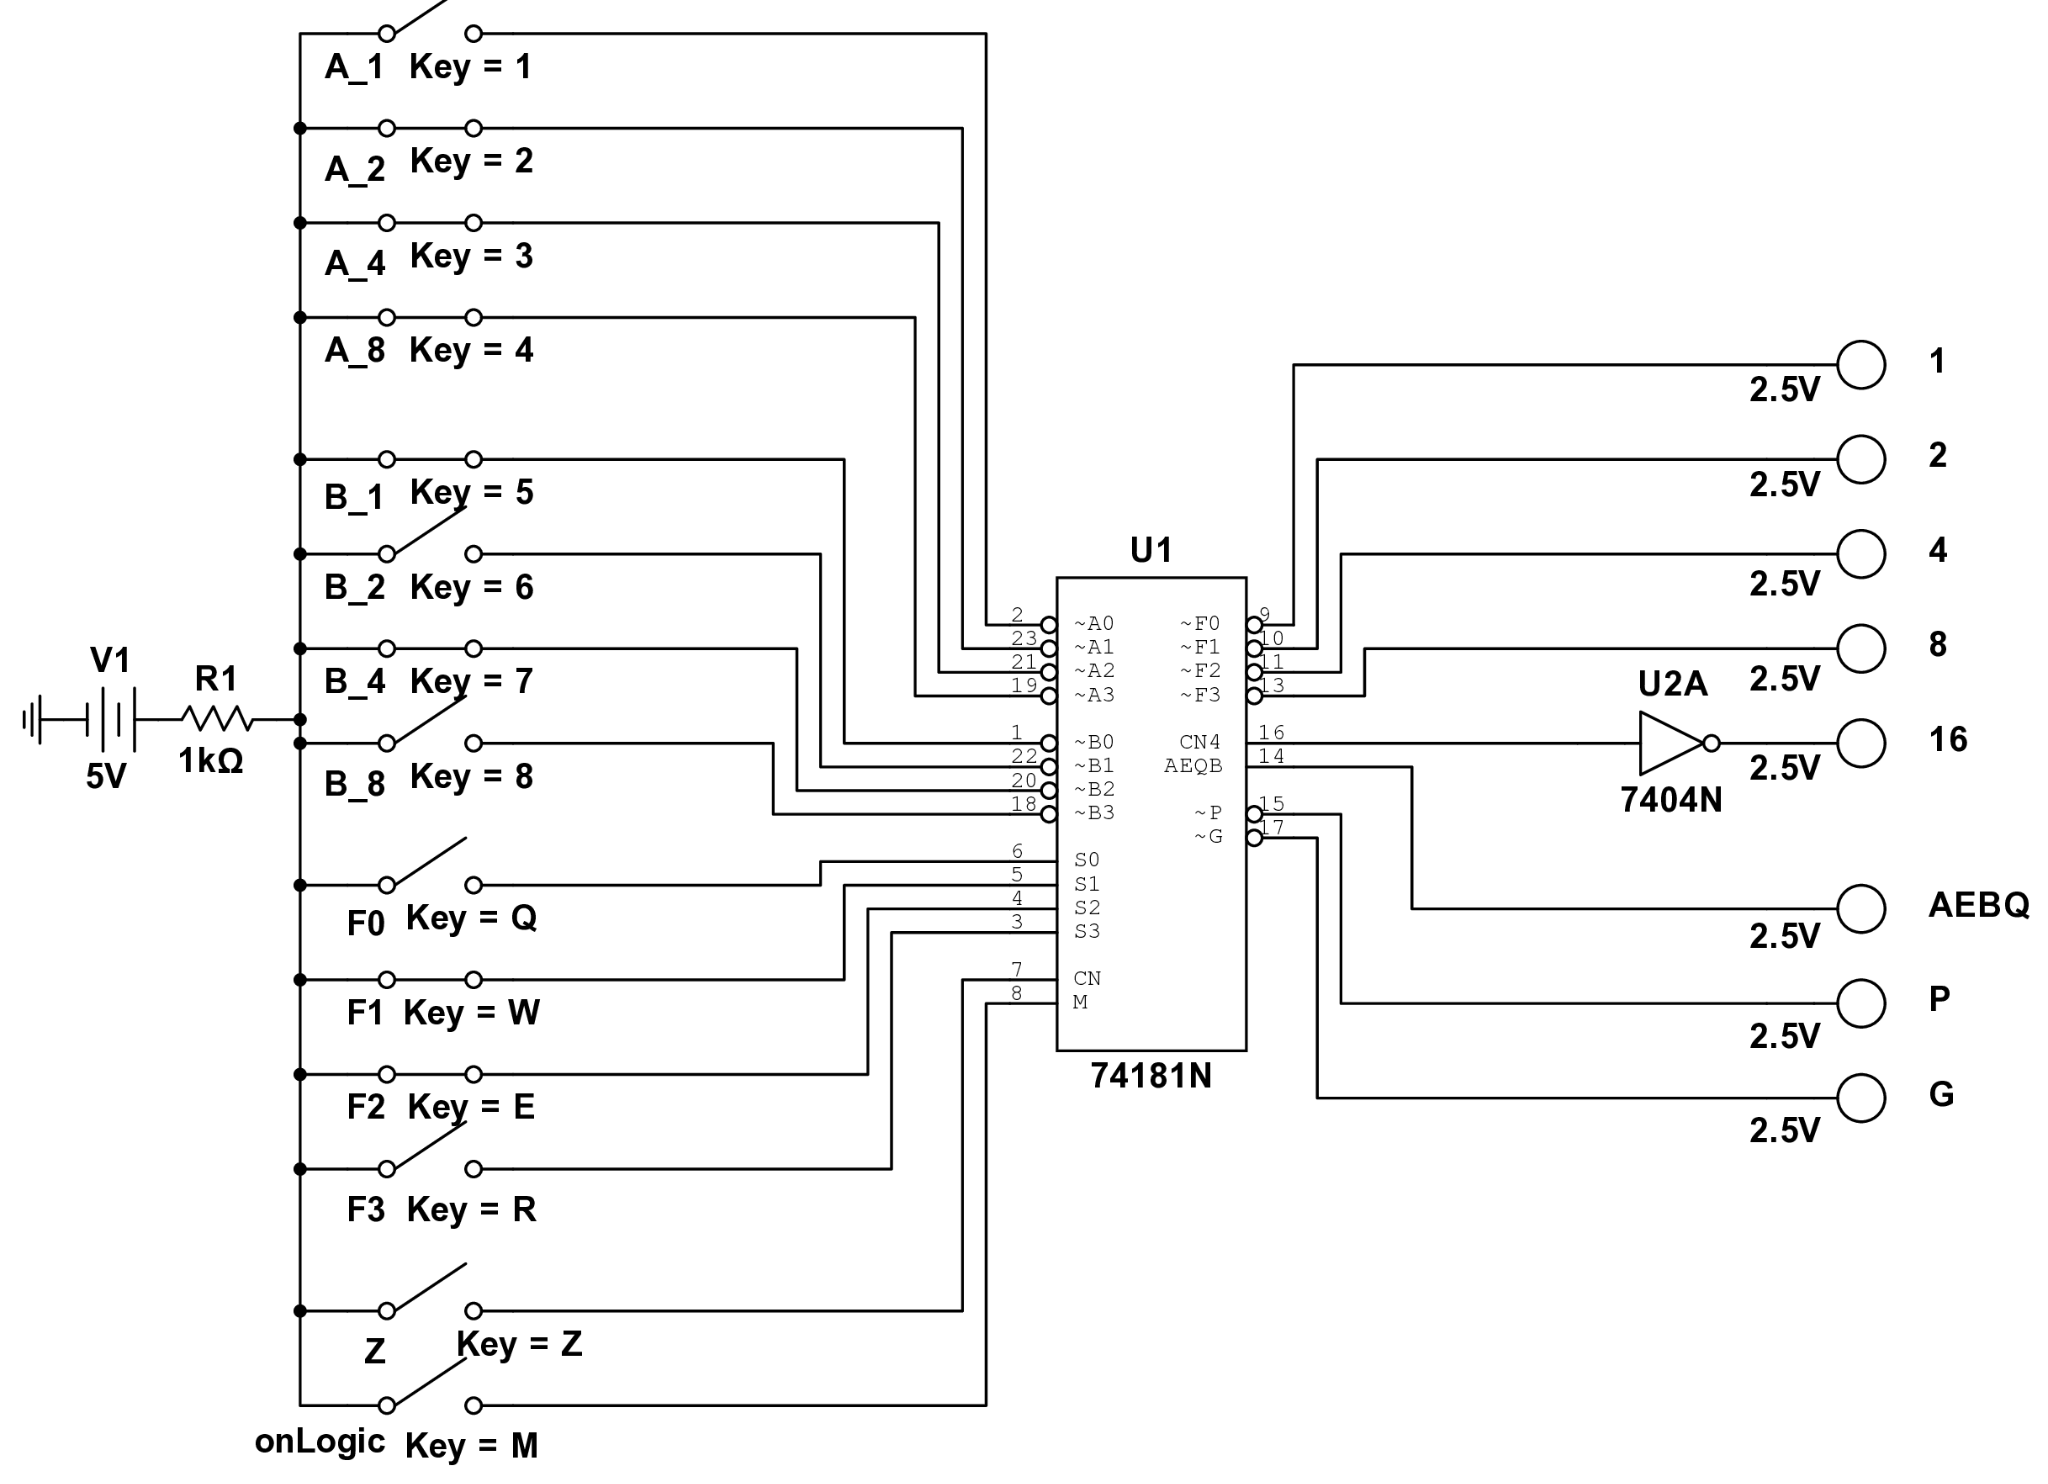 A_1 Key = 1
A_2 Key = 2
A_4 Key = 3
A_8 Key = 4
B_1 Key = 5
B_2 Key = 6
B_4 Key = 7
B_8 Key = 8
V1
5V
R1
1kΩ
F0 Key = Q
F1 Key = W
F2 Key = E
F3 Key = R
Z Key = Z
onLogic Key = M
U1
2 ~A0
23 ~A1
21 ~A2
19 ~A3
1 ~B0
22 ~B1
20 ~B2
18 ~B3
6 S0
5 S1
4 S2
3 S3
7 CN
8 M
~F0 9
~F1 10
~F2 11
~F3 13
CN4 16
AEQB 14
~P 15
~G 17
74181N
U2A
7404N
2.5V 1
2.5V 2
2.5V 4
2.5V 8
2.5V 16
2.5V AEBQ
2.5V P
2.5V G